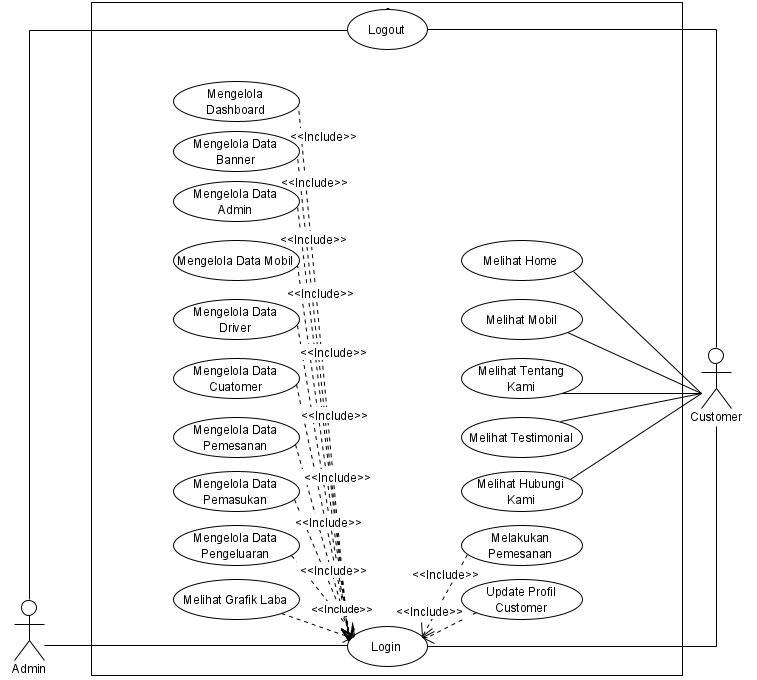 Logout
Mengelola
Dashboard
<<Include>>
Mengelola Data
Banner
<<Include>>
Mengelola Data
Admin
<<Include>>
Mengelola Data Mobil
<<Include>>
Mengelola Data
Driver
<<Include>>
Mengelola Data
Cuatomer
<<Include>>
Mengelola Data
Pemesanan
<<Include>>
Mengelola Data
Pemasukan
<<Include>>
Mengelola Data
Pengeluaran
<<Include>>
Melihat Grafik Laba
<<Include>>
Melihat Home
Melihat Mobil
Melihat Tentang
Kami
Melihat Testimonial
Melihat Hubungi
Kami
Melakukan
Pemesanan
<<Include>>
Update Profil
Customer
<<Include>>
Login
Admin
Customer